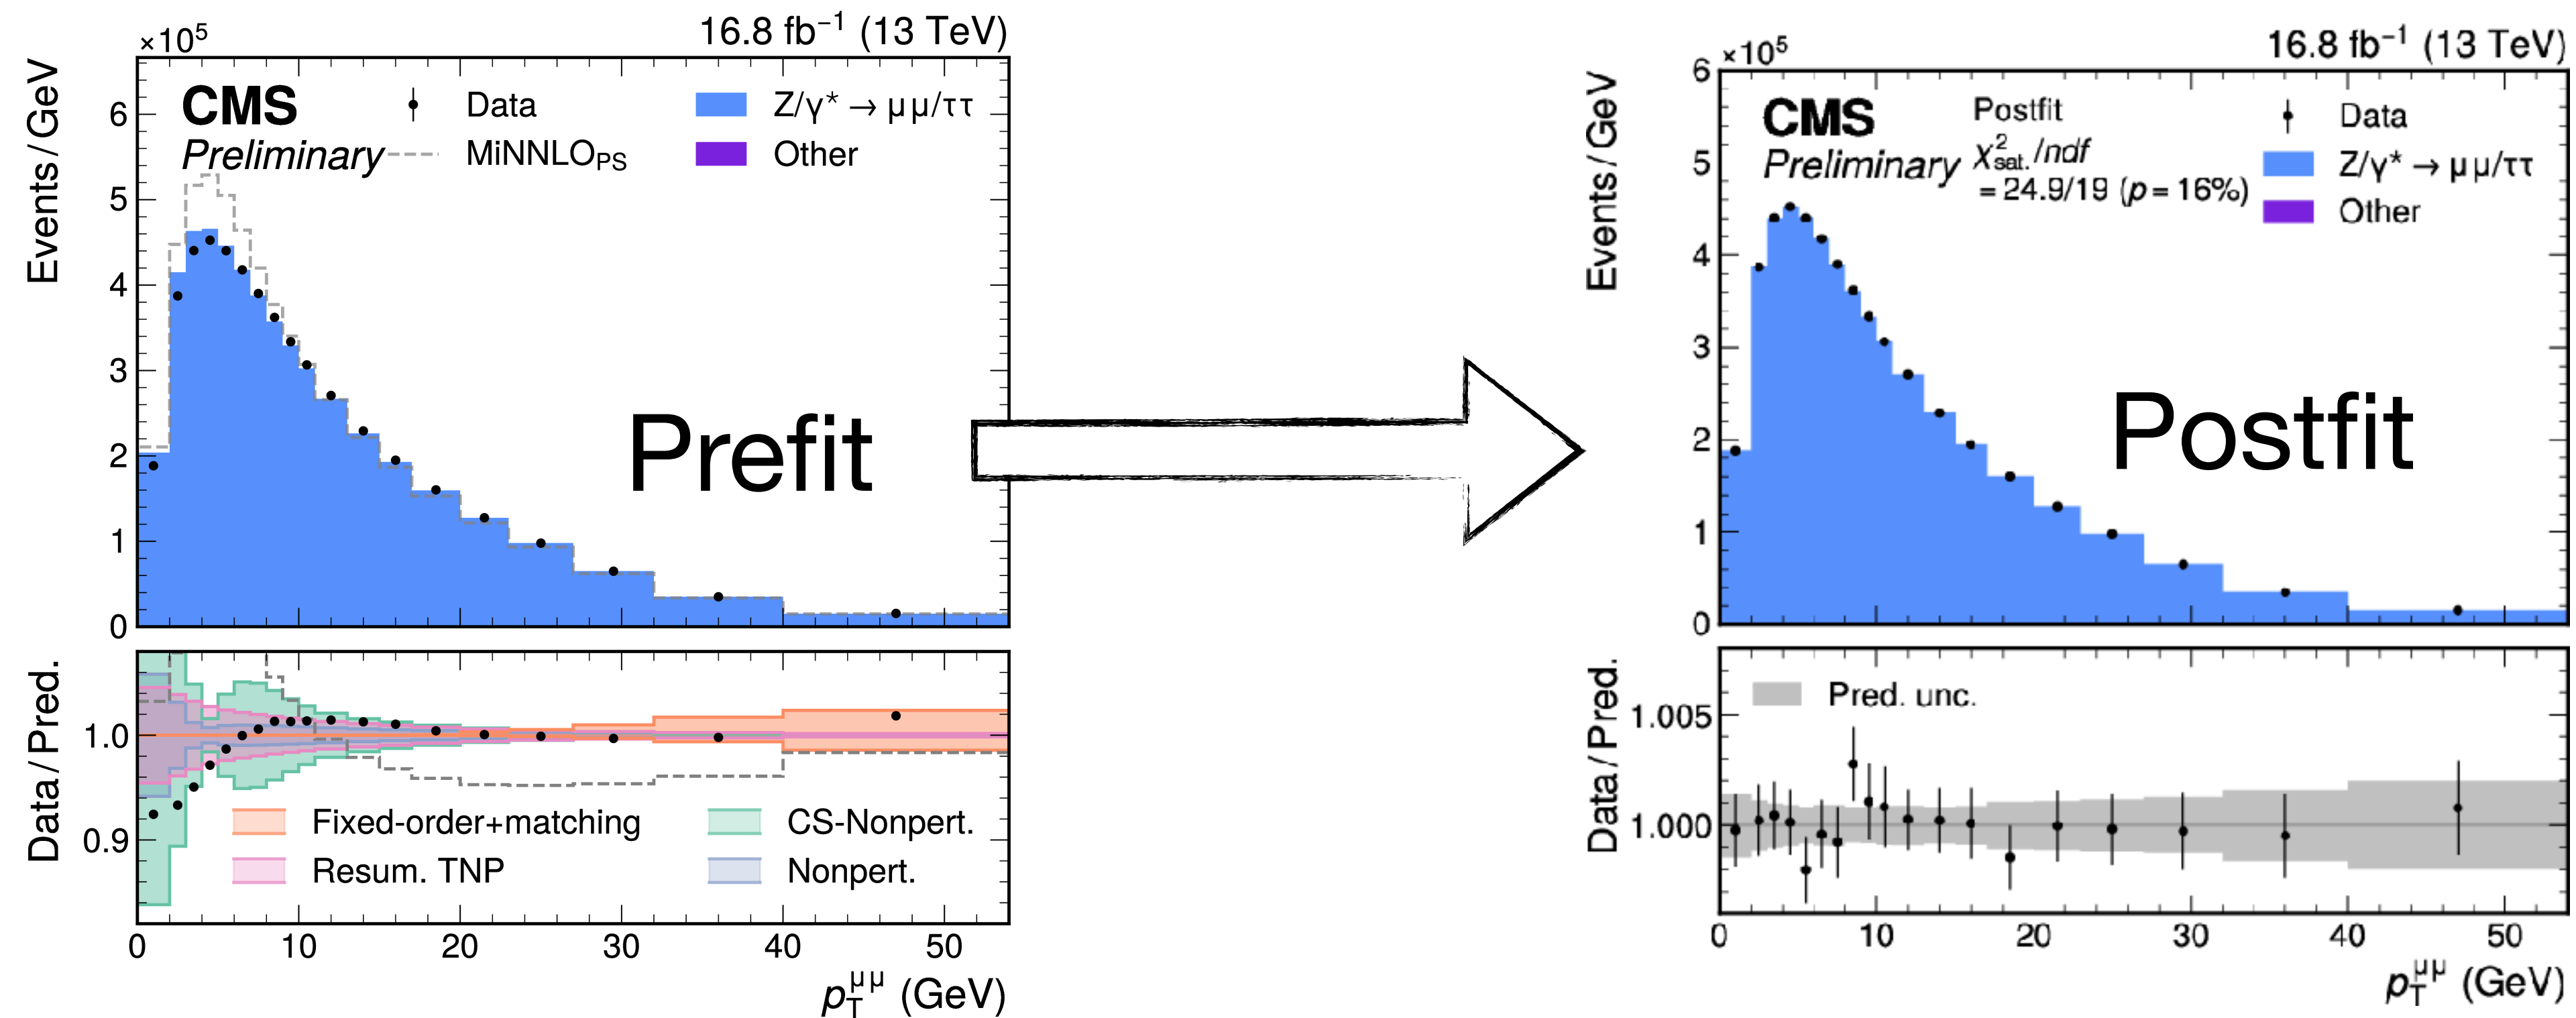 ×10⁵
16.8 fb⁻¹ (13 TeV)
Events/GeV
CMS
Preliminary
Data
MiNNLO_PS
Z/γ* → μμ/ττ
Other
6
5
4
3
2
1
0
Prefit
Data/Pred.
1.0
0.9
Fixed-order+matching
Resum. TNP
CS-Nonpert.
Nonpert.
0 10 20 30 40 50
p_T^μμ (GeV)
×10⁵
16.8 fb⁻¹ (13 TeV)
Events/GeV
CMS
Preliminary
Postfit
χ²_sat./ndf
= 24.9/19 (p = 16%)
Data
Z/γ* → μμ/ττ
Other
6
5
4
3
2
1
0
Postfit
Data/Pred.
Pred. unc.
1.005
1.000
0 10 20 30 40 50
p_T^μμ (GeV)